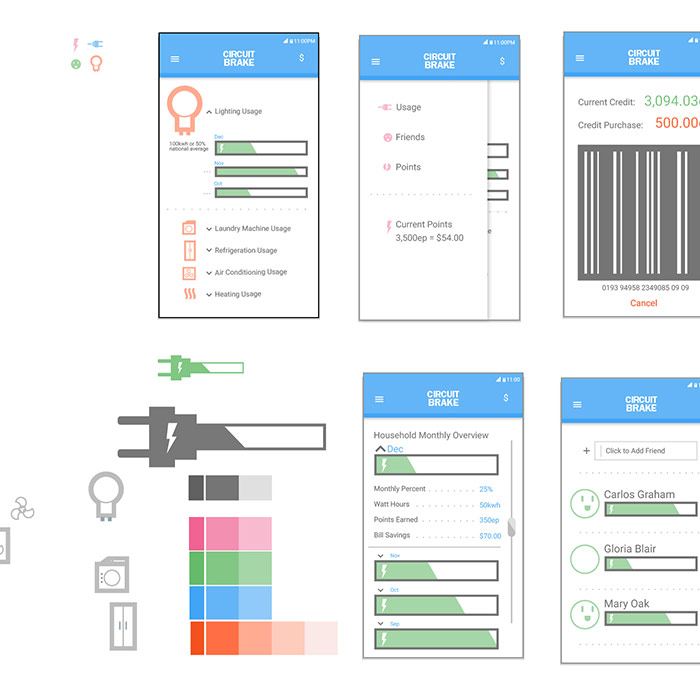 11:00PM
CIRCUIT
BRAKE
$
Lighting Usage
100kwh or 50%
national average
Dec
Nov
Oct
Laundry Machine Usage
Refrigeration Usage
Air Conditioning Usage
Heating Usage
11:00PM
CIRCUIT
BRAKE
$
Usage
Friends
Points
Current Points
3,500ep = $54.00
CIRCUIT
BRAKE
Current Credit: 3,094.03
Credit Purchase: 500.00
0193 94958 2349085 09 09
Cancel
11:00
CIRCUIT
BRAKE
$
Household Monthly Overview
Dec
Monthly Percent . . . . . . . . 25%
Watt Hours . . . . . . . . 50kwh
Points Earned . . . . . . . . 350ep
Bill Savings . . . . . . . . $70.00
Nov
Oct
Sep
CIRCUIT
BRAKE
+ Click to Add Friend
Carlos Graham
Gloria Blair
Mary Oak